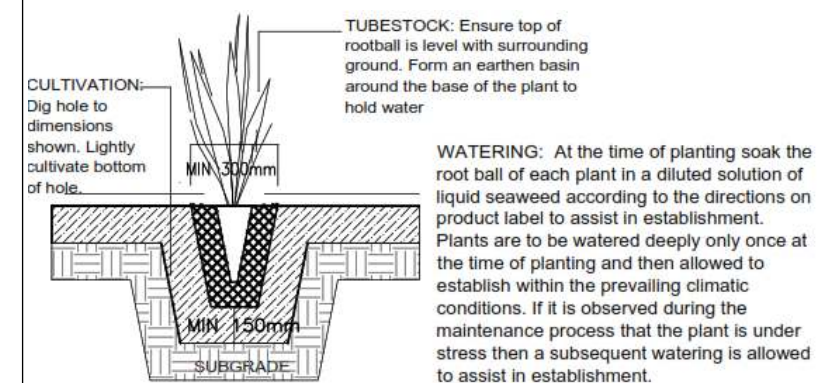 TUBESTOCK: Ensure top of
rootball is level with surrounding
ground. Form an earthen basin
around the base of the plant to
hold water
CULTIVATION:
Dig hole to
dimensions
shown. Lightly
cultivate bottom
of hole.
MIN 300mm
WATERING: At the time of planting soak the
root ball of each plant in a diluted solution of
liquid seaweed according to the directions on
product label to assist in establishment.
Plants are to be watered deeply only once at
the time of planting and then allowed to
establish within the prevailing climatic
conditions. If it is observed during the
maintenance process that the plant is under
stress then a subsequent watering is allowed
to assist in establishment.
MIN 150mm
SUBGRADE